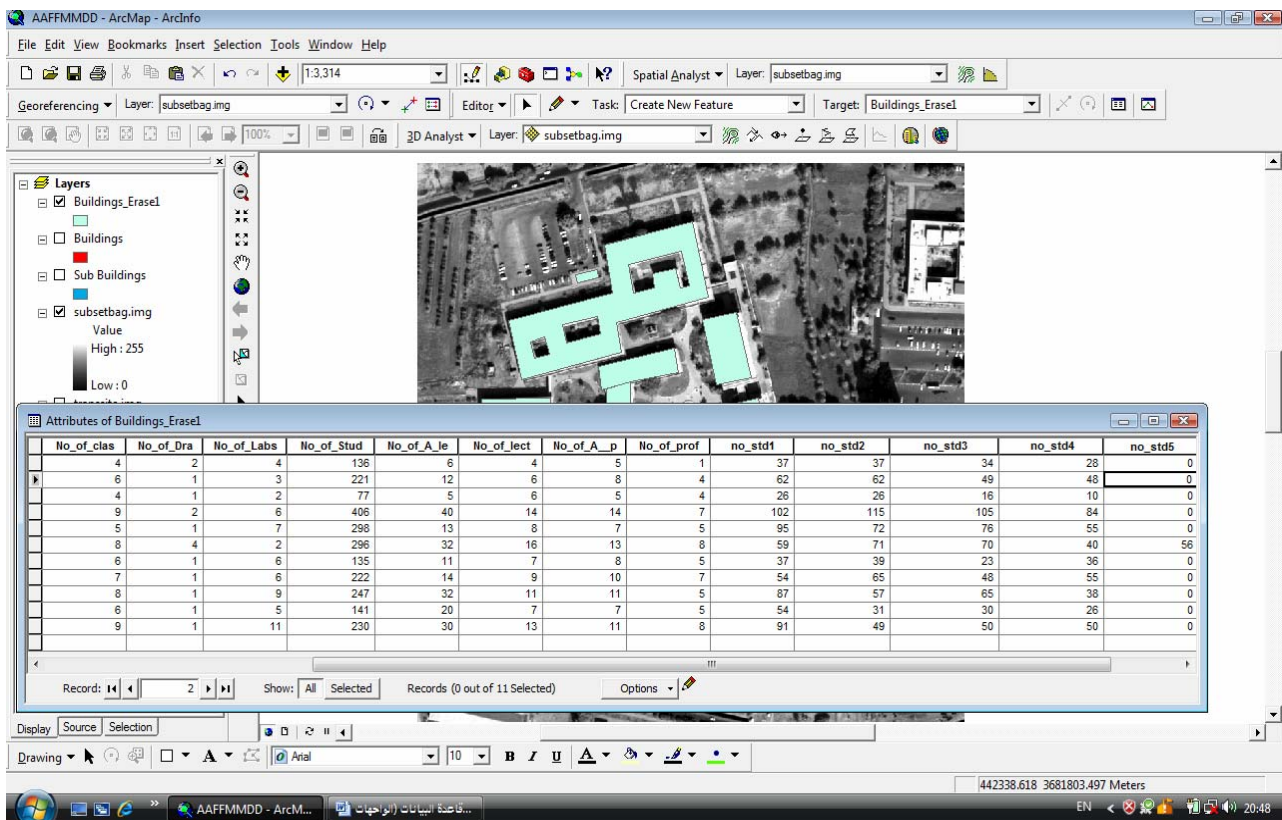 AAFFMMDD - ArcMap - ArcInfo
File Edit View Bookmarks Insert Selection Tools Window Help
1:3,314 Spatial Analyst Layer: subsetbag.img
Georeferencing Layer: subsetbag.img Editor Task: Create New Feature Target: Buildings_Erase1
100% 3D Analyst Layer: subsetbag.img
Layers
Buildings_Erase1
Buildings
Sub Buildings
subsetbag.img
Value
High : 255
Low : 0
Attributes of Buildings_Erase1
No_of_clas No_of_Dra No_of_Labs No_of_Stud No_of_A_le No_of_lect No_of_A__p No_of_prof no_std1 no_std2 no_std3 no_std4 no_std5
4 2 4 136 6 4 5 1 37 37 34 28 0
6 1 3 221 12 6 8 4 62 62 49 48 0
4 1 2 77 5 6 5 4 26 26 16 10 0
9 2 6 406 40 14 14 7 102 115 105 84 0
5 1 7 298 13 8 7 5 95 72 76 55 0
8 4 2 296 32 16 13 8 59 71 70 40 56
6 1 6 135 11 7 8 5 37 39 23 36 0
7 1 6 222 14 9 10 7 54 65 48 55 0
8 1 9 247 32 11 11 5 87 57 65 38 0
6 1 5 141 20 7 7 5 54 31 30 26 0
9 1 11 230 30 13 11 8 91 49 50 50 0
Record: 2 Show: All Selected Records (0 out of 11 Selected) Options
Display Source Selection
Drawing A Arial 10 B I U A
442338.618 3681803.497 Meters
AAFFMMDD - ArcM... قاعدة البيانات (الواجهات... EN 20:48